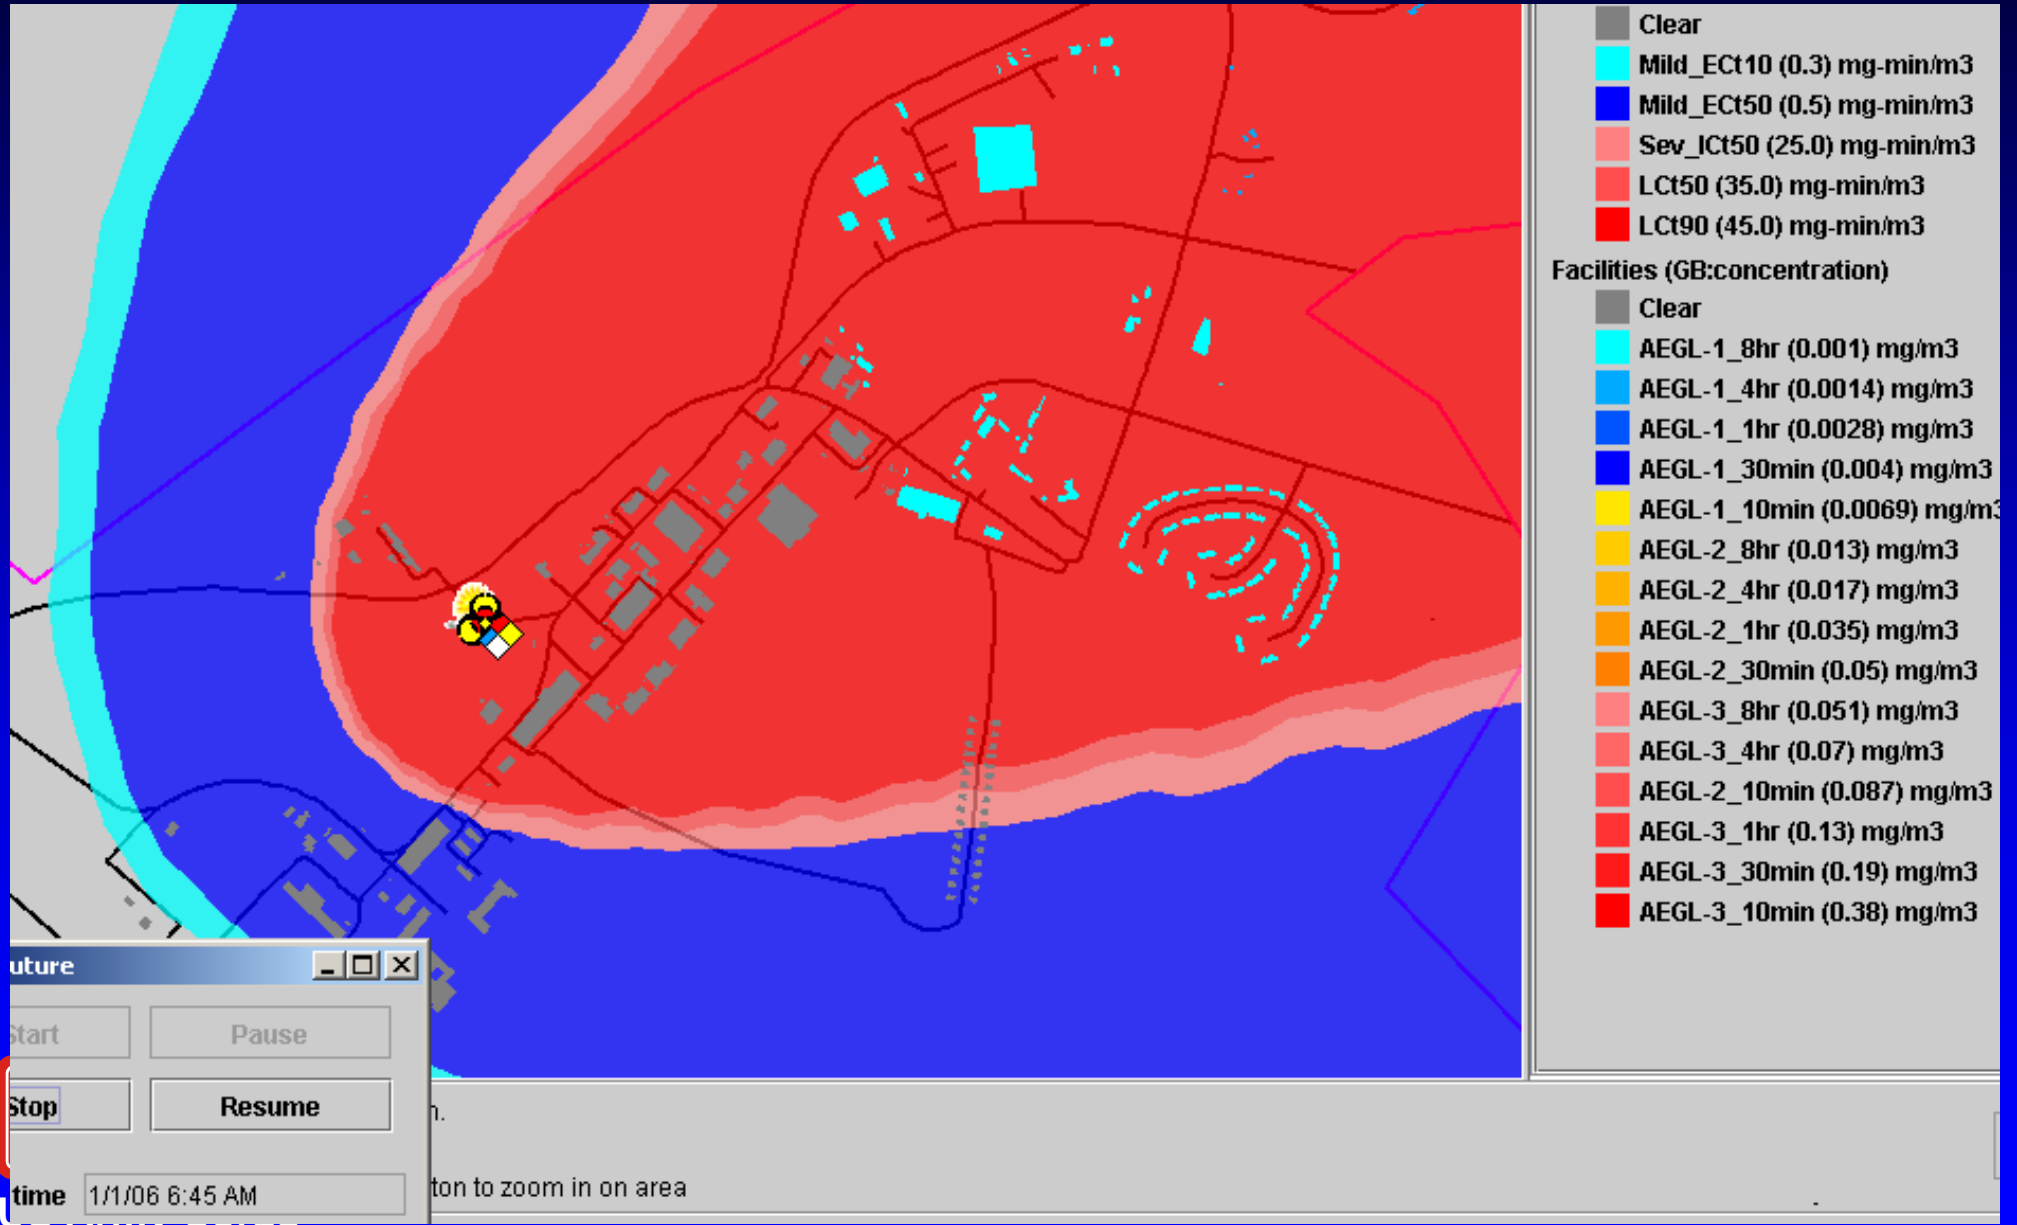 Clear
Mild_ECt10 (0.3) mg-min/m3
Mild_ECt50 (0.5) mg-min/m3
Sev_ICt50 (25.0) mg-min/m3
LCt50 (35.0) mg-min/m3
LCt90 (45.0) mg-min/m3
Facilities (GB:concentration)
Clear
AEGL-1_8hr (0.001) mg/m3
AEGL-1_4hr (0.0014) mg/m3
AEGL-1_1hr (0.0028) mg/m3
AEGL-1_30min (0.004) mg/m3
AEGL-1_10min (0.0069) mg/m3
AEGL-2_8hr (0.013) mg/m3
AEGL-2_4hr (0.017) mg/m3
AEGL-2_1hr (0.035) mg/m3
AEGL-2_30min (0.05) mg/m3
AEGL-3_8hr (0.051) mg/m3
AEGL-3_4hr (0.07) mg/m3
AEGL-2_10min (0.087) mg/m3
AEGL-3_1hr (0.13) mg/m3
AEGL-3_30min (0.19) mg/m3
AEGL-3_10min (0.38) mg/m3
uture
Start Pause
Stop Resume
n.
time 1/1/06 6:45 AM
ton to zoom in on area